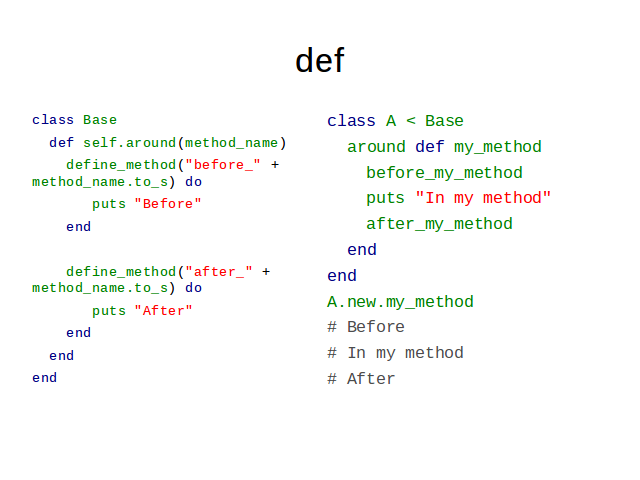 def
class Base
  def self.around(method_name)
    define_method("before_" +
method_name.to_s) do
       puts "Before"
    end

    define_method("after_" +
method_name.to_s) do
       puts "After"
    end
  end
end
class A < Base
  around def my_method
    before_my_method
    puts "In my method"
    after_my_method
  end
end
A.new.my_method
# Before
# In my method
# After